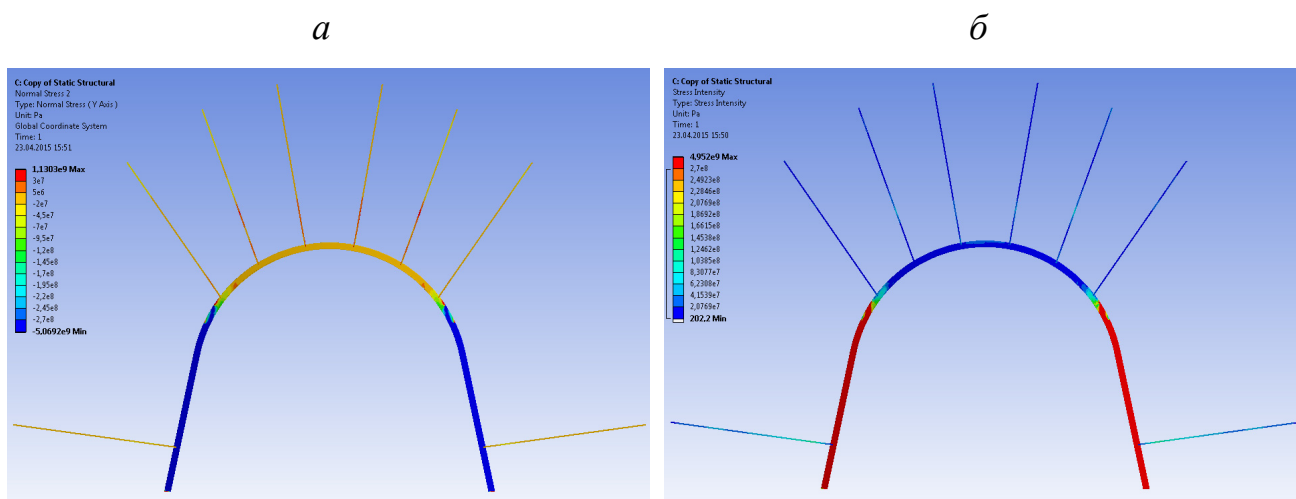 а
б
C: Copy of Static Structural
Normal Stress 2
Type: Normal Stress ( Y Axis )
Unit: Pa
Global Coordinate System
Time: 1
23.04.2015 15:51
1,1303e9 Max
3e7
5e6
-2e7
-4,5e7
-7e7
-9,5e7
-1,2e8
-1,45e8
-1,7e8
-1,95e8
-2,2e8
-2,45e8
-2,7e8
-5,0692e9 Min
C: Copy of Static Structural
Stress Intensity
Type: Stress Intensity
Unit: Pa
Time: 1
23.04.2015 15:50
4,952e9 Max
2,7e8
2,4923e8
2,2846e8
2,0769e8
1,8692e8
1,6615e8
1,4538e8
1,2462e8
1,0385e8
8,3077e7
6,2308e7
4,1539e7
2,0769e7
202,2 Min